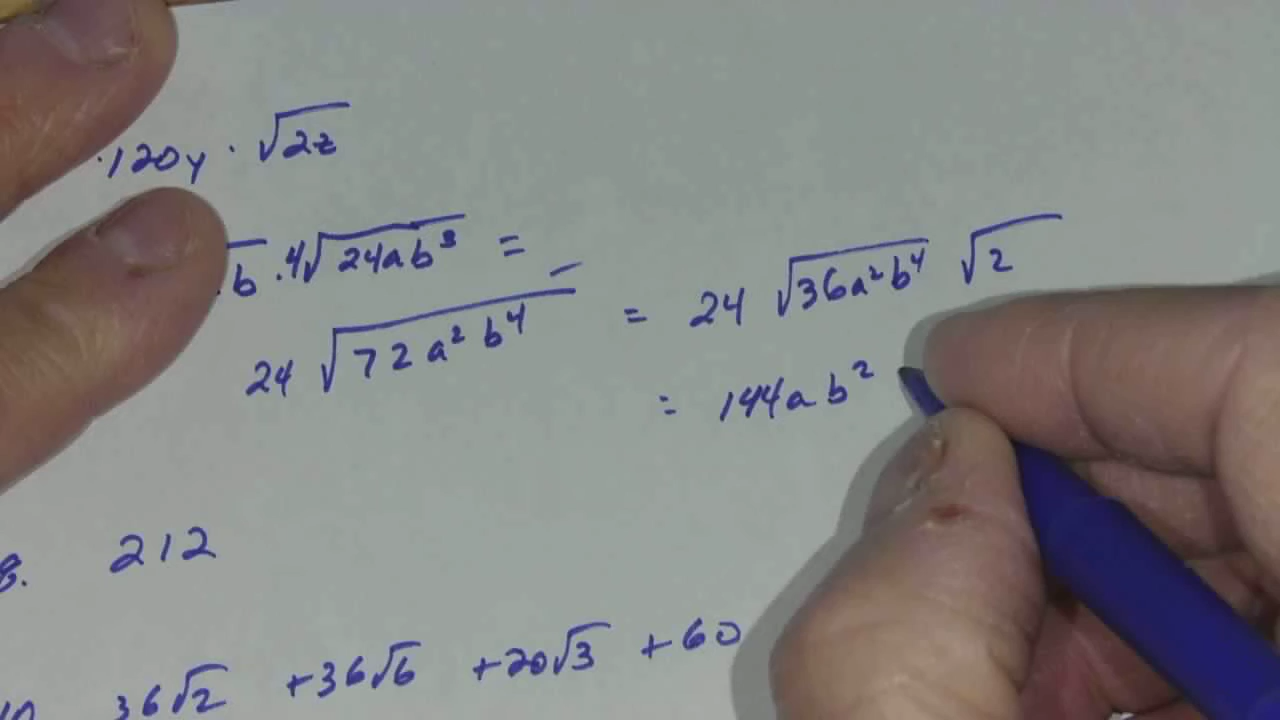 ·120y · √2z
.b · 4√24ab³ =
24 √72a²b⁴ = 24 √36a²b⁴ √2
= 144ab²
8. 212
10. 36√2 +36√6 +20√3 +60